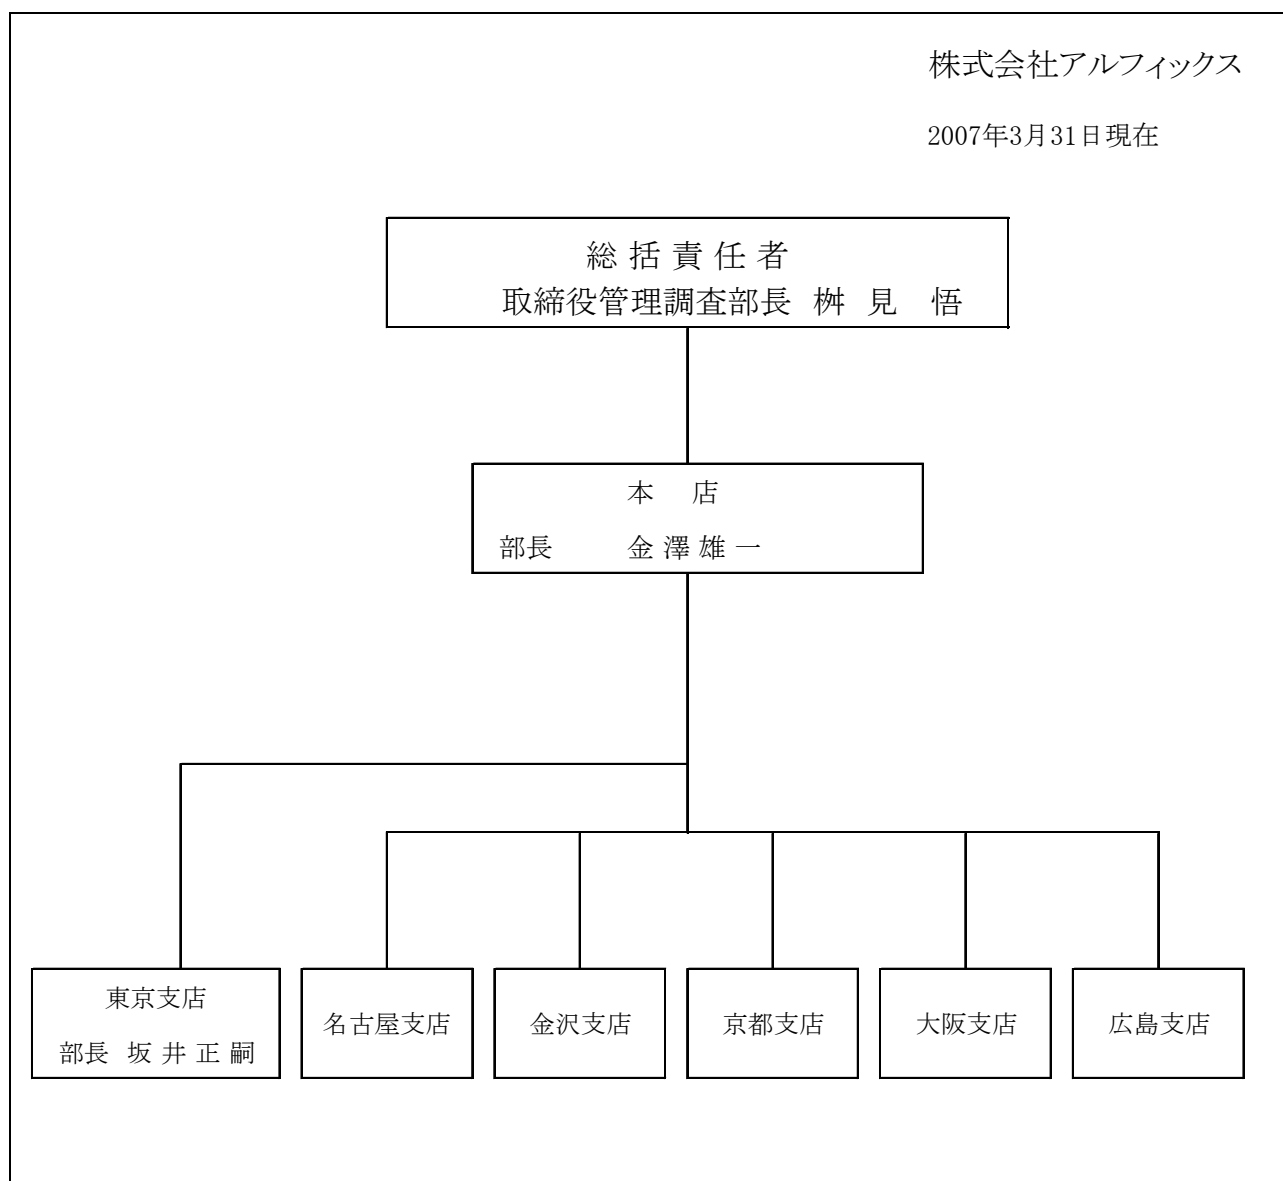 株式会社アルフィックス
2007年3月31日現在
総 括 責 任 者
取締役管理調査部長 桝 見 悟
本 店
部長 金 澤 雄 一
東京支店
部長 坂 井 正 嗣
名古屋支店
金沢支店
京都支店
大阪支店
広島支店